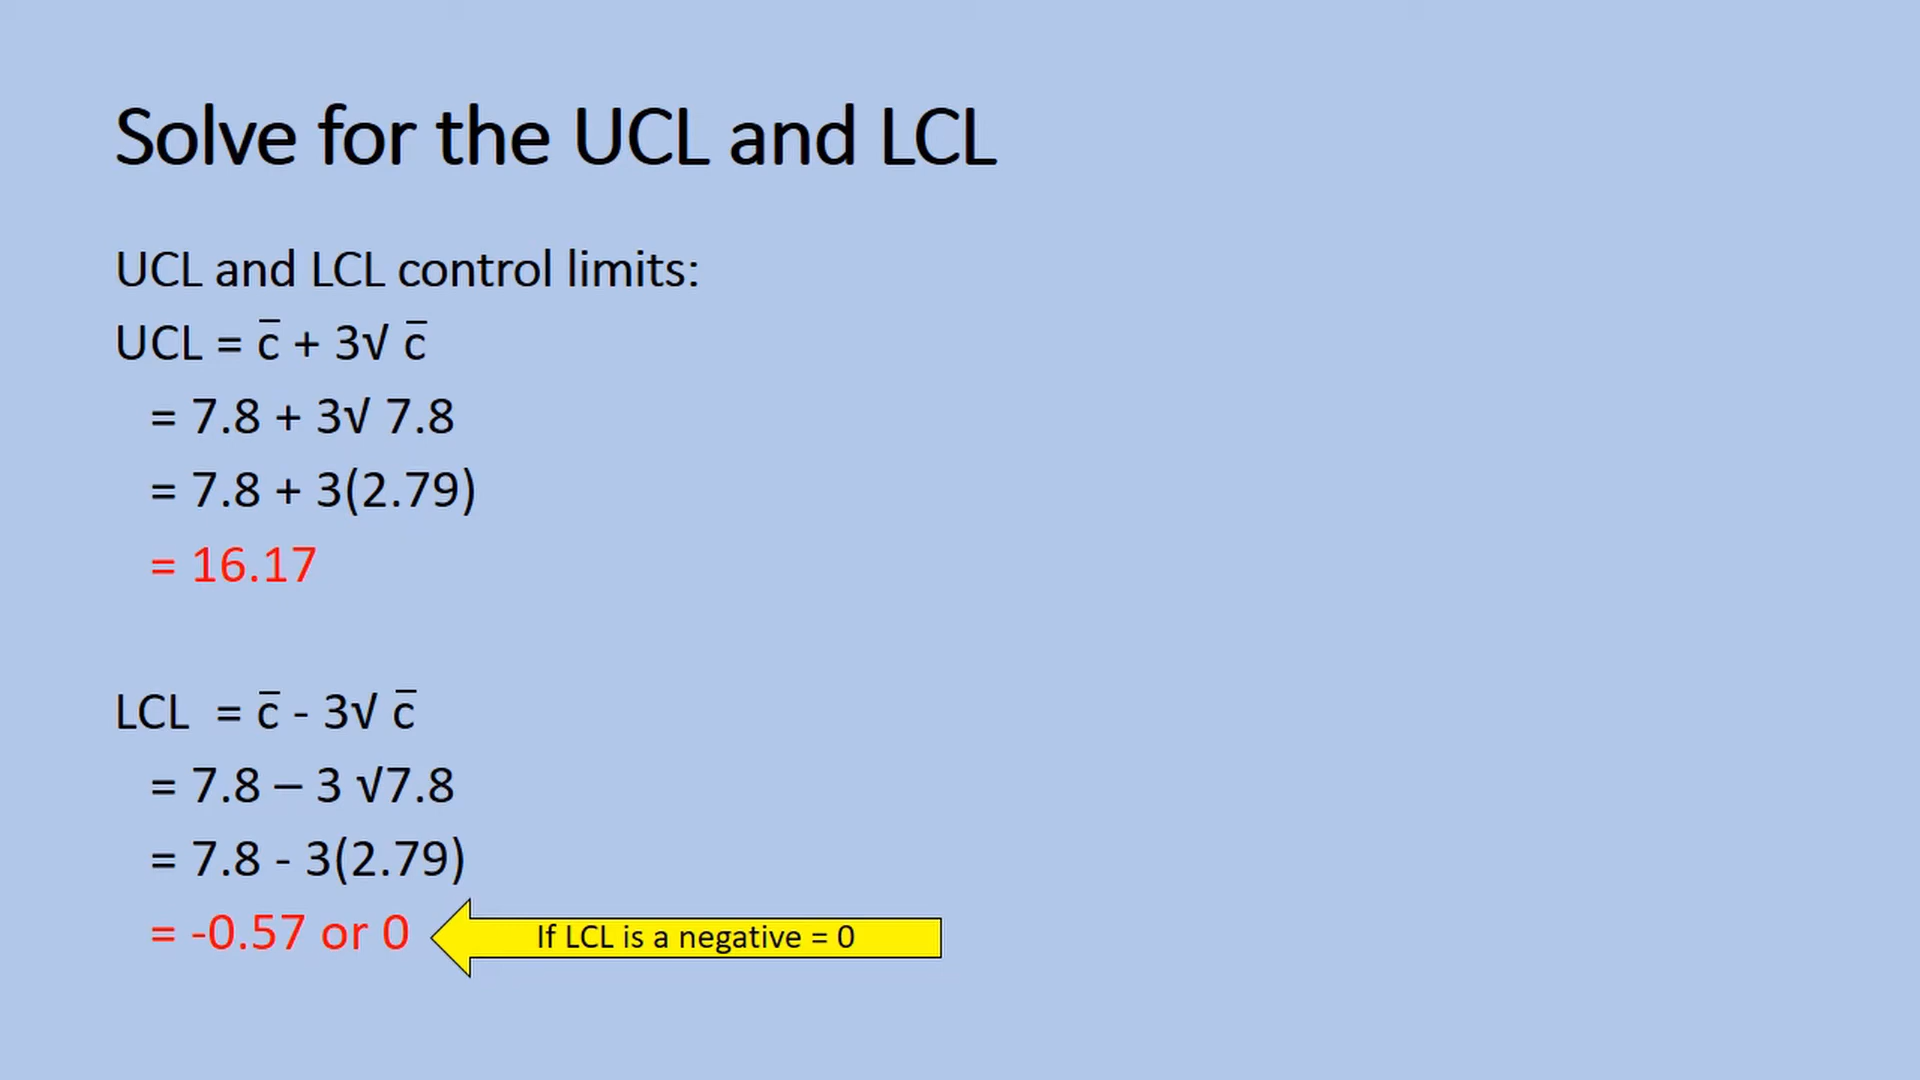 Solve for the UCL and LCL
UCL and LCL control limits:
UCL = c̅ + 3√ c̅
= 7.8 + 3√ 7.8
= 7.8 + 3(2.79)
= 16.17
LCL = c̅ - 3√ c̅
= 7.8 – 3 √7.8
= 7.8 - 3(2.79)
= -0.57 or 0
If LCL is a negative = 0